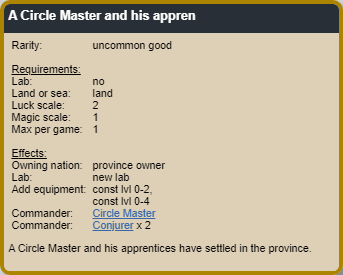 A Circle Master and his appren
Rarity: uncommon good
Requirements:
Lab: no
Land or sea: land
Luck scale: 2
Magic scale: 1
Max per game: 1
Effects:
Owning nation: province owner
Lab: new lab
Add equipment: const lvl 0-2,
const lvl 0-4
Commander: Circle Master
Commander: Conjurer x 2
A Circle Master and his apprentices have settled in the province.